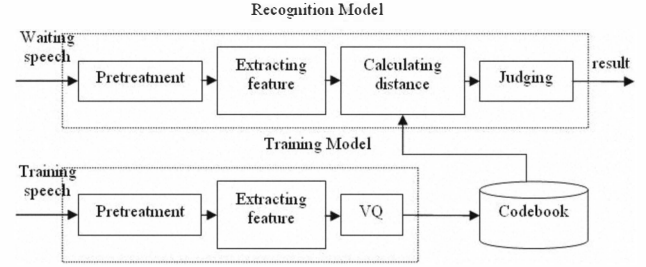 Recognition Model
Waiting
speech
Pretreatment
Extracting
feature
Calculating
distance
Judging
result
Training Model
Training
speech
Pretreatment
Extracting
feature
VQ
Codebook